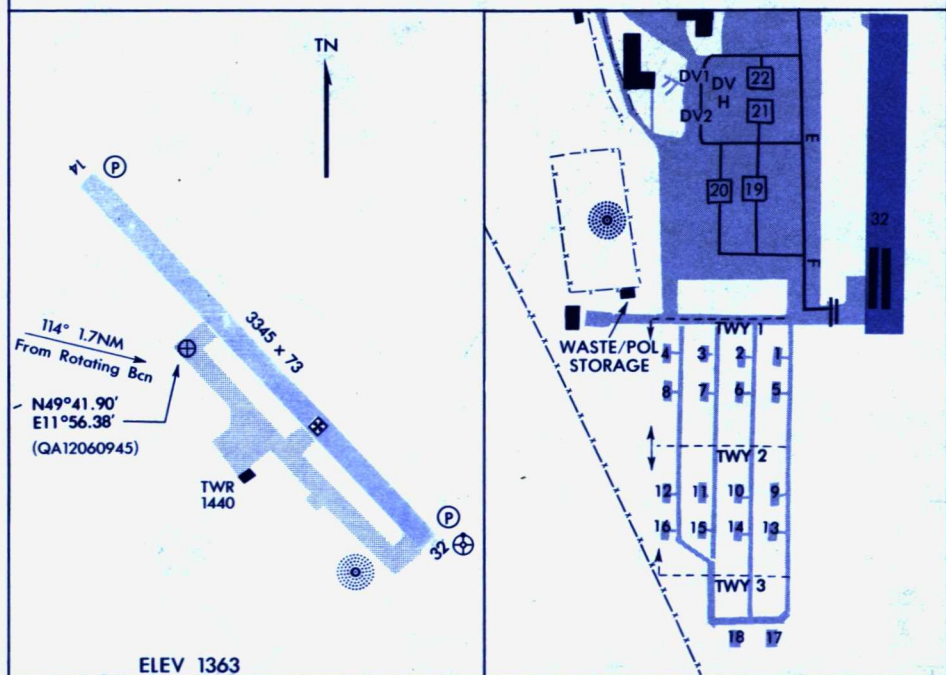 TN
14
P
3345 x 73
114° 1.7NM
From Rotating Bcn
N49°41.90'
E11°56.38'
(QA12060945)
TWR
1440
P
32
ELEV 1363
DV1
DV
H
DV2
22
21
E
20
19
32
F
TWY 1
WASTE/POL
STORAGE
4 3 2 1
8 7 6 5
TWY 2
12 11 10 9
16 15 14 13
TWY 3
18 17